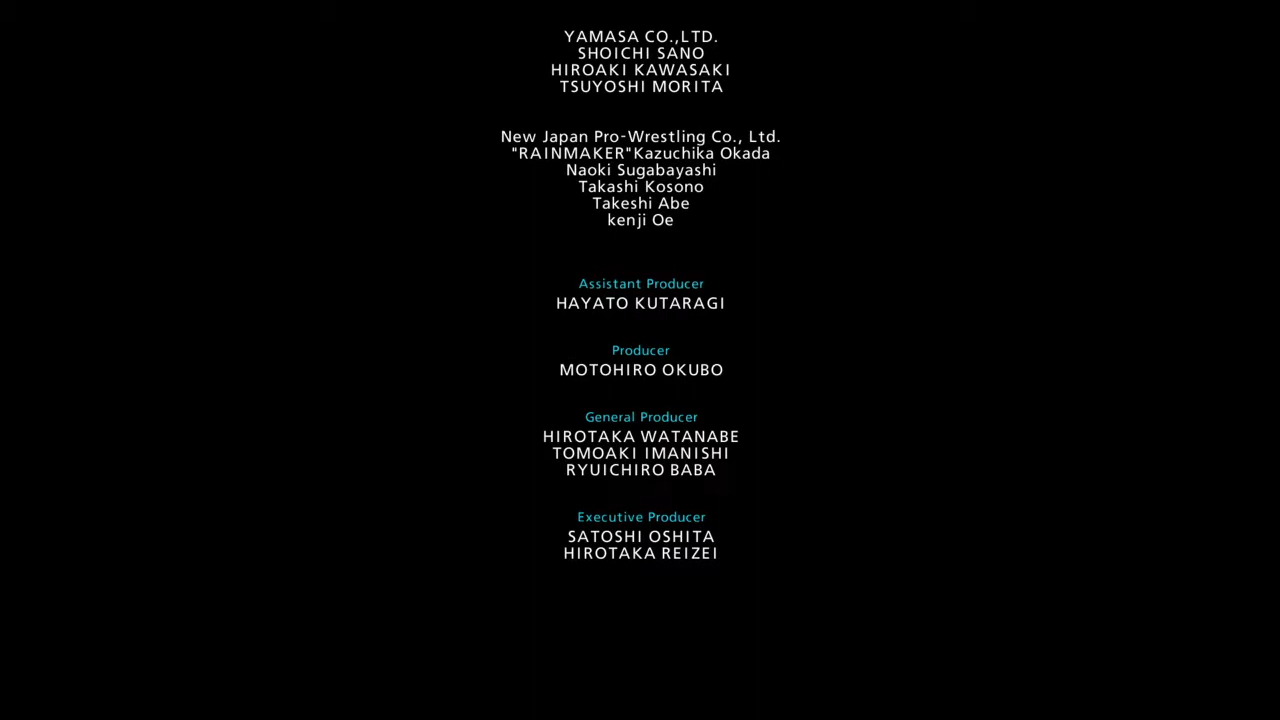 YAMASA CO.,LTD.
SHOICHI SANO
HIROAKI KAWASAKI
TSUYOSHI MORITA
New Japan Pro-Wrestling Co., Ltd.
"RAINMAKER"Kazuchika Okada
Naoki Sugabayashi
Takashi Kosono
Takeshi Abe
kenji Oe
Assistant Producer
HAYATO KUTARAGI
Producer
MOTOHIRO OKUBO
General Producer
HIROTAKA WATANABE
TOMOAKI IMANISHI
RYUICHIRO BABA
Executive Producer
SATOSHI OSHITA
HIROTAKA REIZEI